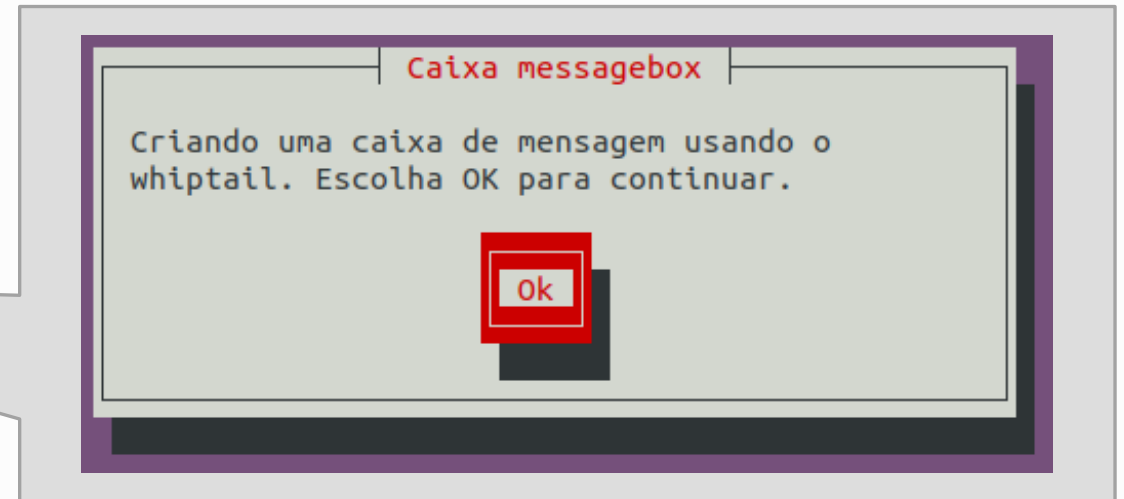 Caixa messagebox
Criando uma caixa de mensagem usando o
whiptail. Escolha OK para continuar.
Ok